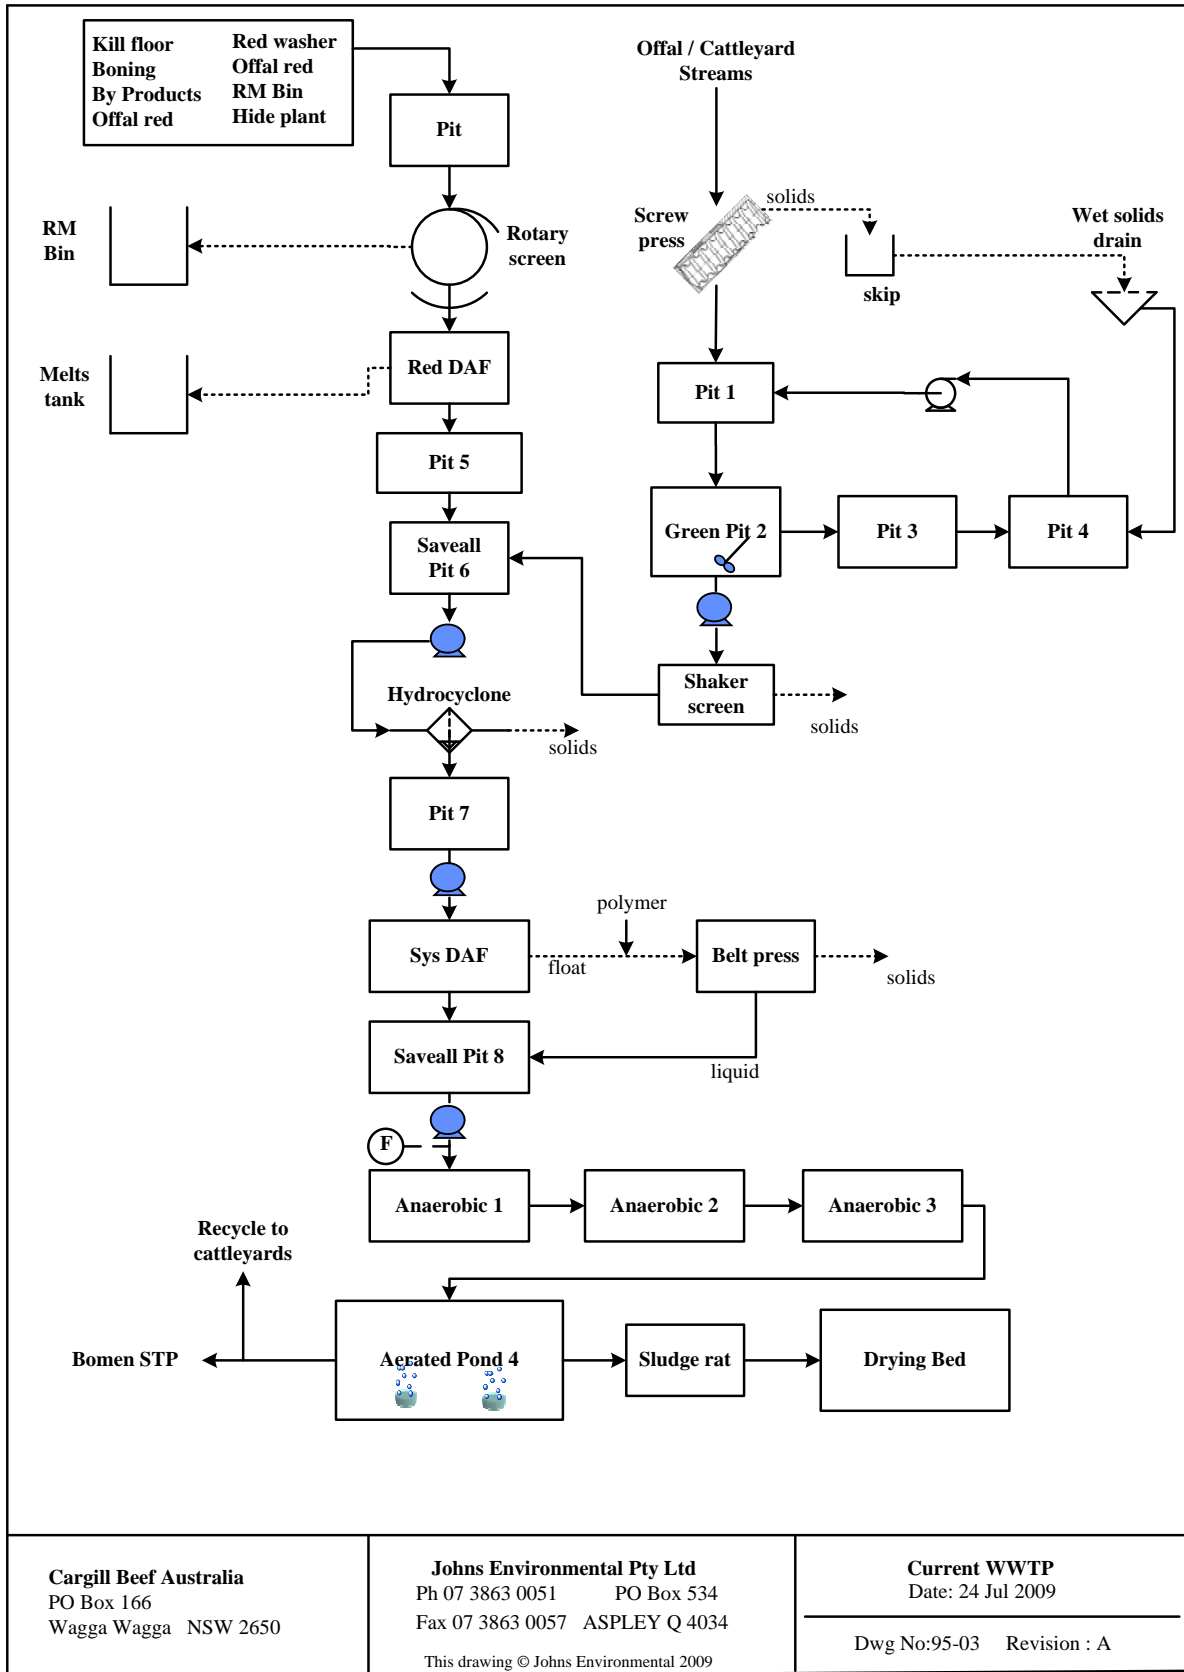 Kill floor
Boning
By Products
Offal red
Red washer
Offal red
RM Bin
Hide plant
Pit
Offal / Cattleyard
Streams
RM
Bin
Rotary
screen
Screw
press
solids
skip
Wet solids
drain
Melts
tank
Red DAF
Pit 1
Pit 5
Saveall
Pit 6
Green Pit 2
Pit 3
Pit 4
Hydrocyclone
solids
Shaker
screen
solids
Pit 7
polymer
Sys DAF
float
Belt press
solids
Saveall Pit 8
liquid
F
Anaerobic 1
Anaerobic 2
Anaerobic 3
Recycle to
cattleyards
Bomen STP
Aerated Pond 4
Sludge rat
Drying Bed
Cargill Beef Australia
PO Box 166
Wagga Wagga NSW 2650
Johns Environmental Pty Ltd
Ph 07 3863 0051 PO Box 534
Fax 07 3863 0057 ASPLEY Q 4034
This drawing © Johns Environmental 2009
Current WWTP
Date: 24 Jul 2009
Dwg No:95-03 Revision : A